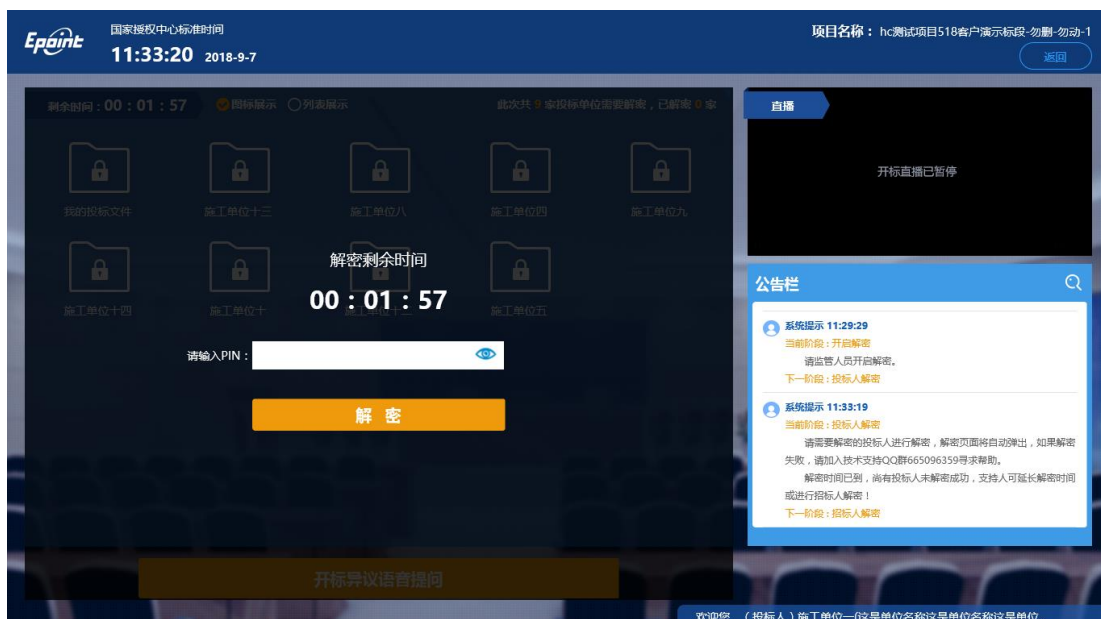 Epoint
国家授权中心标准时间
11:33:20 2018-9-7
项目名称：hc测试项目518客户演示标段-勿删-勿动-1
返回
剩余时间：00：01：57 图标展示 列表展示 此次共 9 家投标单位需要解密，已解密 0 家
我的投标文件 施工单位十三 施工单位八 施工单位四 施工单位九
施工单位十四 施工单位十 施工单位十二 施工单位五
解密剩余时间
00：01：57
请输入PIN：
解 密
开标异议语音提问
直播
开标直播已暂停
公告栏
系统提示 11:29:29
当前阶段：开启解密
请监管人员开启解密。
下一阶段：投标人解密
系统提示 11:33:19
当前阶段：投标人解密
请需要解密的投标人进行解密，解密页面将自动弹出，如果解密
失败，请加入技术支持QQ群665096359寻求帮助。
解密时间已到，尚有投标人未解密成功，支持人可延长解密时间
或进行招标人解密！
下一阶段：招标人解密
欢迎您，（投标人）施工单位一(这是单位名称这是单位名称这是单位